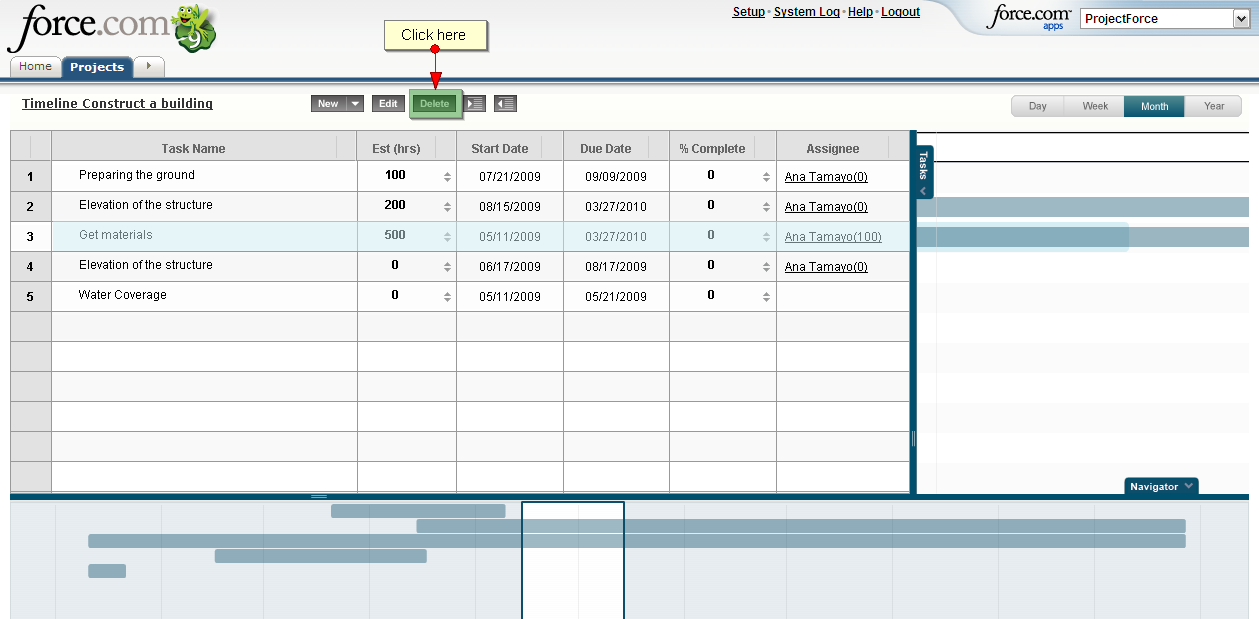 force.com 9
Click here
Setup · System Log · Help · Logout
force.com apps
ProjectForce
Home Projects
Timeline Construct a building
New Edit Delete
Day Week Month Year
Task Name Est (hrs) Start Date Due Date % Complete Assignee
1 Preparing the ground 100 07/21/2009 09/09/2009 0 Ana Tamayo(0)
2 Elevation of the structure 200 08/15/2009 03/27/2010 0 Ana Tamayo(0)
3 Get materials 500 05/11/2009 03/27/2010 0 Ana Tamayo(100)
4 Elevation of the structure 0 06/17/2009 08/17/2009 0 Ana Tamayo(0)
5 Water Coverage 0 05/11/2009 05/21/2009 0
Tasks
Navigator